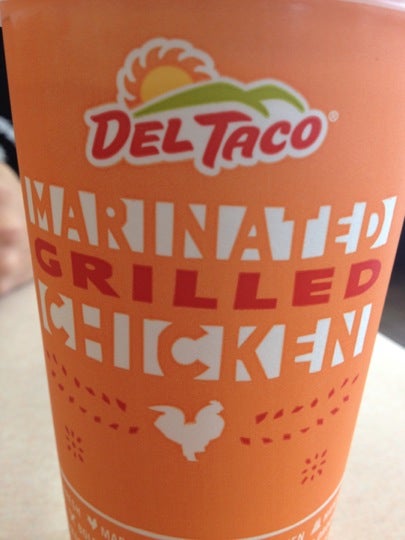 DEL TACO®
MARINATED
GRILLED
CHICKEN